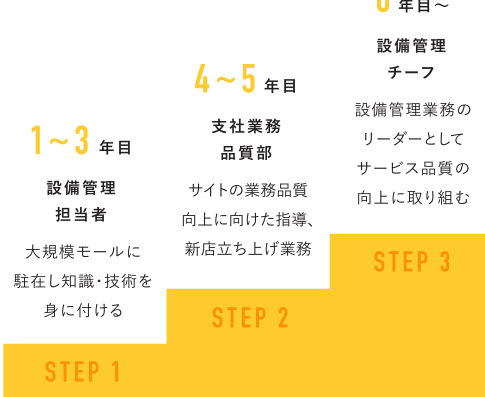 1〜3 年目
設備管理
担当者
大規模モールに
駐在し知識・技術を
身に付ける
STEP 1
4〜5 年目
支社業務
品質部
サイトの業務品質
向上に向けた指導、
新店立ち上げ業務
STEP 2
年目〜
設備管理
チーフ
設備管理業務の
リーダーとして
サービス品質の
向上に取り組む
STEP 3